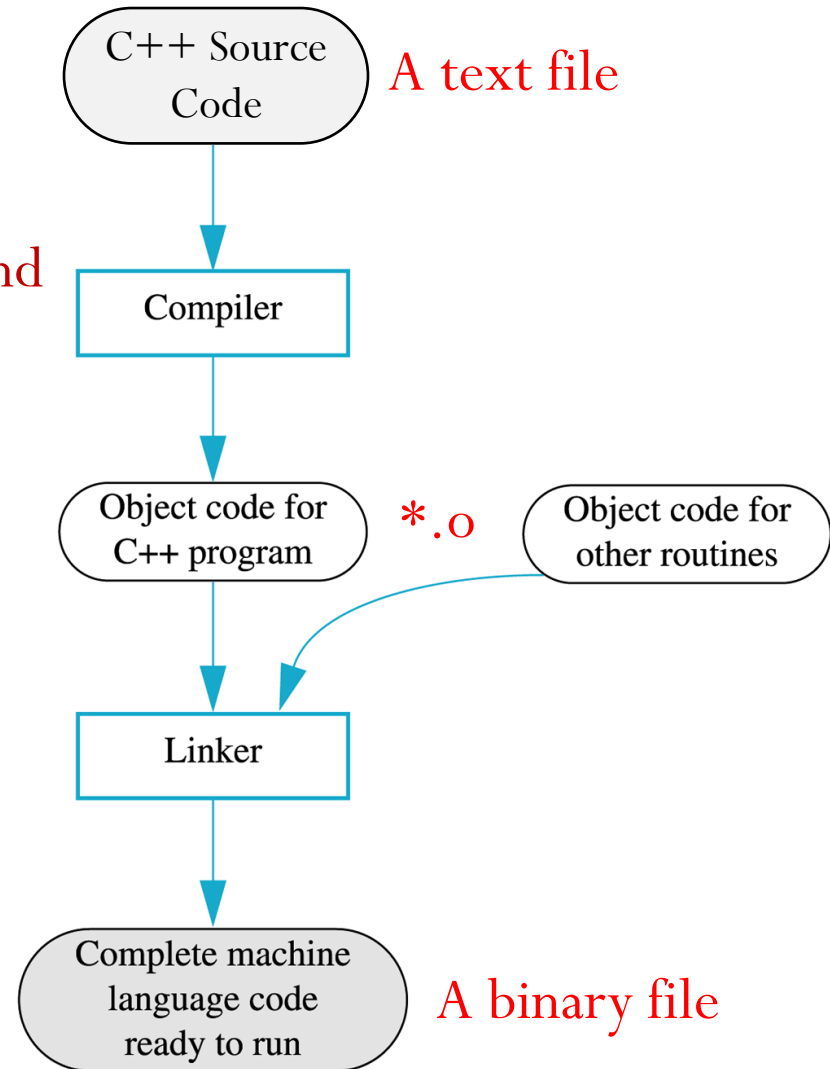 C++ Source
Code
A text file
nd
Compiler
Object code for
C++ program
*.o
Object code for
other routines
Linker
Complete machine
language code
ready to run
A binary file